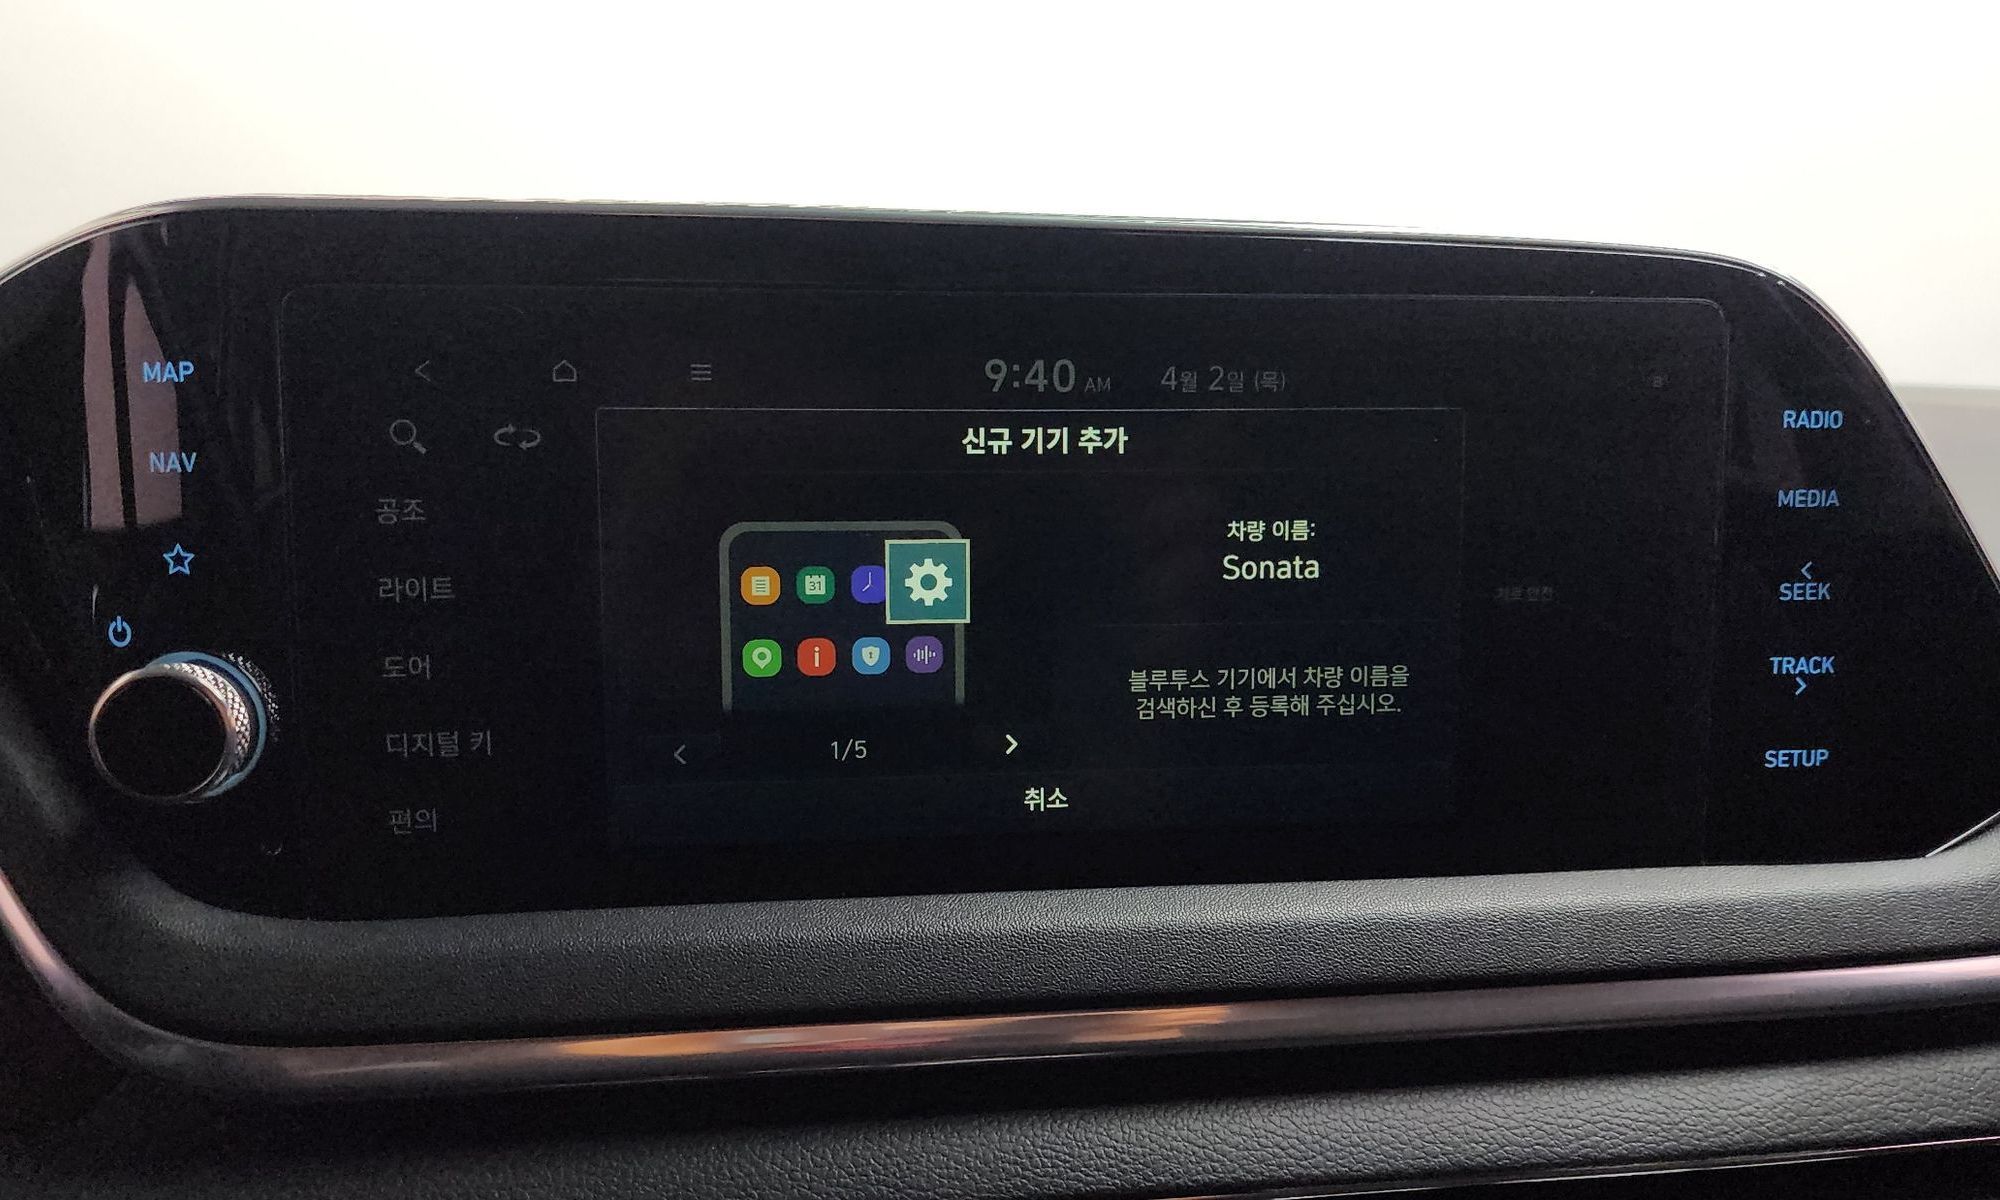 MAP
NAV
9:40 AM 4월 2일 (목)
공조
라이트
도어
디지털 키
편의
신규 기기 추가
31
i
1/5
차량 이름:
Sonata
블루투스 기기에서 차량 이름을
검색하신 후 등록해 주십시오.
취소
RADIO
MEDIA
SEEK
TRACK
SETUP